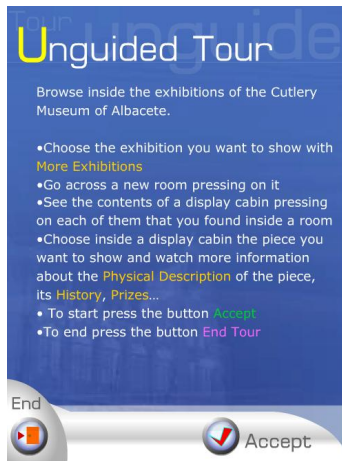 Tour
unguide
Unguided Tour
Browse inside the exhibitions of the Cutlery
Museum of Albacete.
•Choose the exhibition you want to show with
More Exhibitions
•Go across a new room pressing on it
•See the contents of a display cabin pressing
on each of them that you found inside a room
•Choose inside a display cabin the piece you
want to show and watch more information
about the Physical Description of the piece,
its History, Prizes...
• To start press the button Accept
•To end press the button End Tour
End
Accept